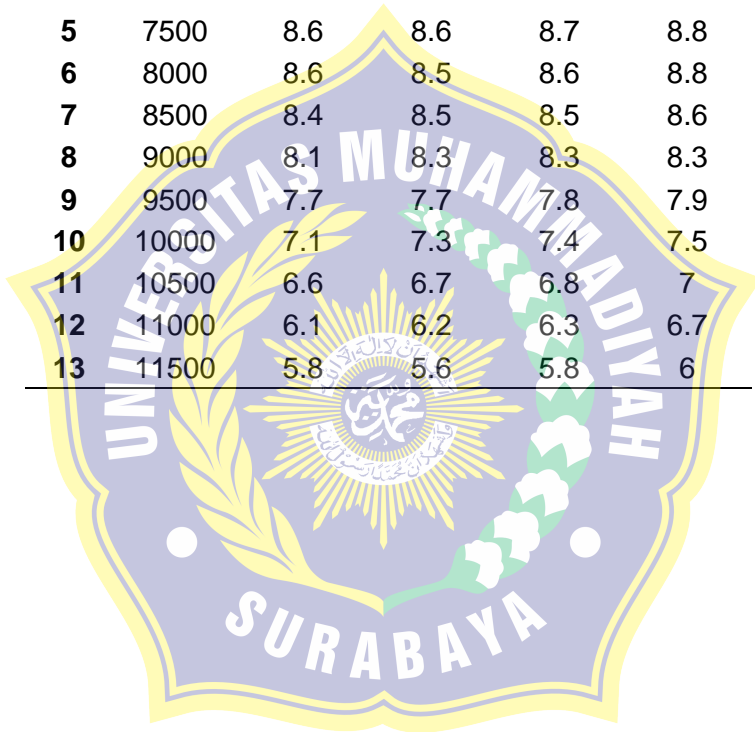 5 7500 8.6 8.6 8.7 8.8
6 8000 8.6 8.5 8.6 8.8
7 8500 8.4 8.5 8.5 8.6
8 9000 8.1 8.3 8.3 8.3
9 9500 7.7 7.7 7.8 7.9
10 10000 7.1 7.3 7.4 7.5
11 10500 6.6 6.7 6.8 7
12 11000 6.1 6.2 6.3 6.7
13 11500 5.8 5.6 5.8 6
UNIVERSITAS MUHAMMADIYAH
SURABAYA